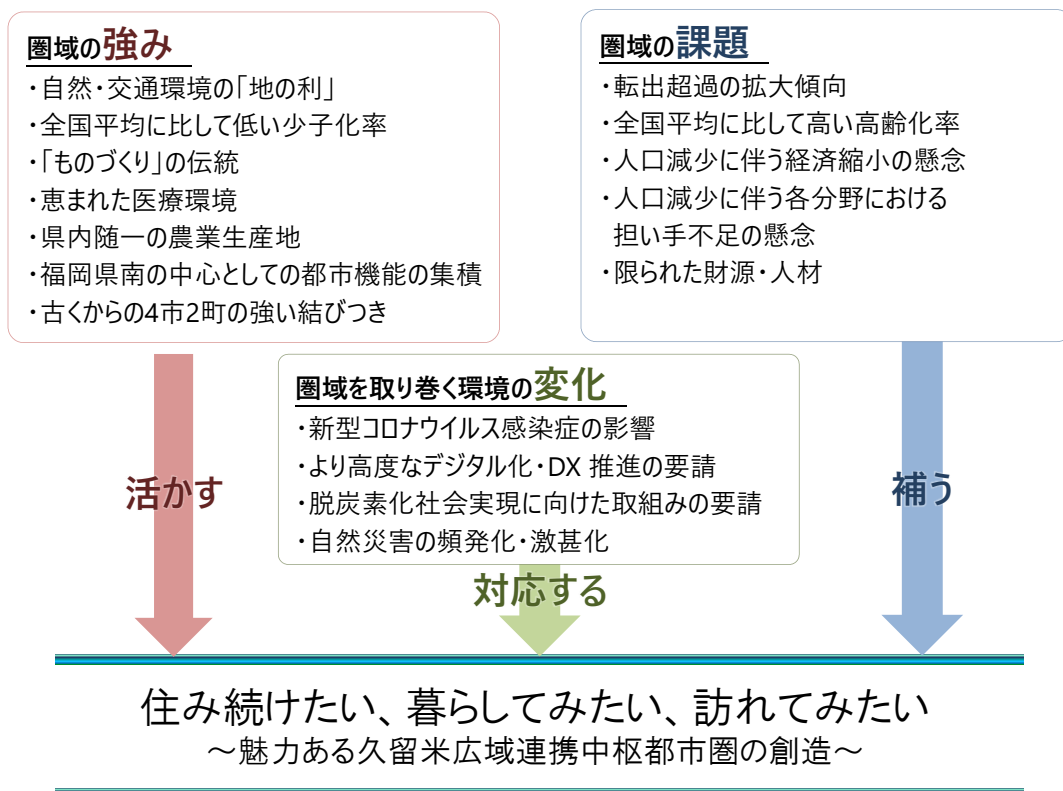 圏域の強み
・自然・交通環境の「地の利」
・全国平均に比して低い少子化率
・「ものづくり」の伝統
・恵まれた医療環境
・県内随一の農業生産地
・福岡県南の中心としての都市機能の集積
・古くからの4市2町の強い結びつき
圏域の課題
・転出超過の拡大傾向
・全国平均に比して高い高齢化率
・人口減少に伴う経済縮小の懸念
・人口減少に伴う各分野における
担い手不足の懸念
・限られた財源・人材
圏域を取り巻く環境の変化
・新型コロナウイルス感染症の影響
・より高度なデジタル化・DX 推進の要請
・脱炭素化社会実現に向けた取組みの要請
・自然災害の頻発化・激甚化
活かす
対応する
補う
住み続けたい、暮らしてみたい、訪れてみたい
～魅力ある久留米広域連携中枢都市圏の創造～